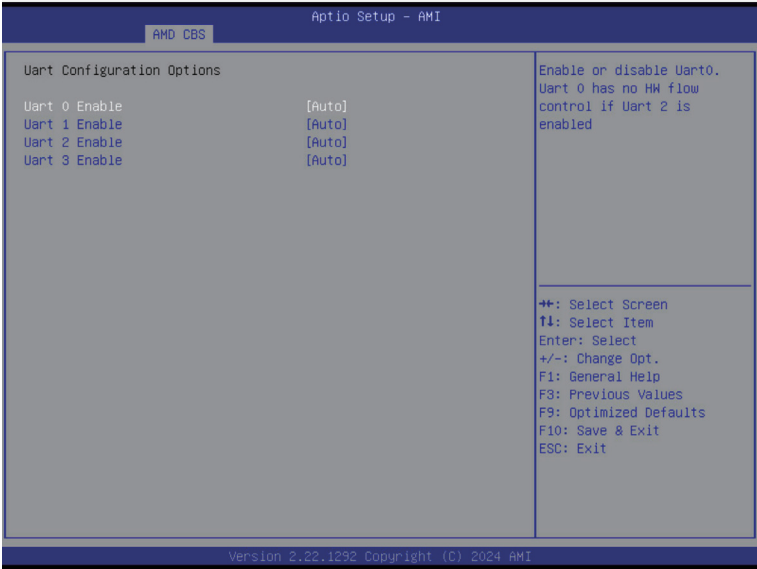 Aptio Setup – AMI
AMD CBS
Uart Configuration Options
Uart 0 Enable [Auto]
Uart 1 Enable [Auto]
Uart 2 Enable [Auto]
Uart 3 Enable [Auto]
Enable or disable Uart0.
Uart 0 has no HW flow
control if Uart 2 is
enabled
→←: Select Screen
↑↓: Select Item
Enter: Select
+/-: Change Opt.
F1: General Help
F3: Previous Values
F9: Optimized Defaults
F10: Save & Exit
ESC: Exit
Version 2.22.1292 Copyright (C) 2024 AMI